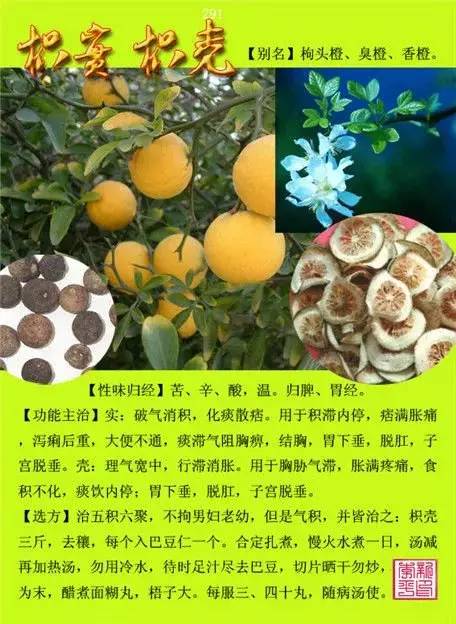 291
枳实 枳壳
【别名】枸头橙、臭橙、香橙。
【性味归经】苦、辛、酸，温。归脾、胃经。
【功能主治】实：破气消积，化痰散痞。用于积滞内停，痞满胀痛
，泻痢后重，大便不通，痰滞气阻胸痹，结胸，胃下垂，脱肛，子
宫脱垂。壳：理气宽中，行滞消胀。用于胸胁气滞，胀满疼痛，食
积不化，痰饮内停；胃下垂，脱肛，子宫脱垂。
【选方】治五积六聚，不拘男妇老幼，但是气积，并皆治之：枳壳
三斤，去穰，每个入巴豆仁一个。合定扎煮，慢火水煮一日，汤减
再加热汤，勿用冷水，待时足汁尽去巴豆，切片晒干勿炒，
为末，醋煮面糊丸，梧子大。每服三、四十丸，随病汤使。